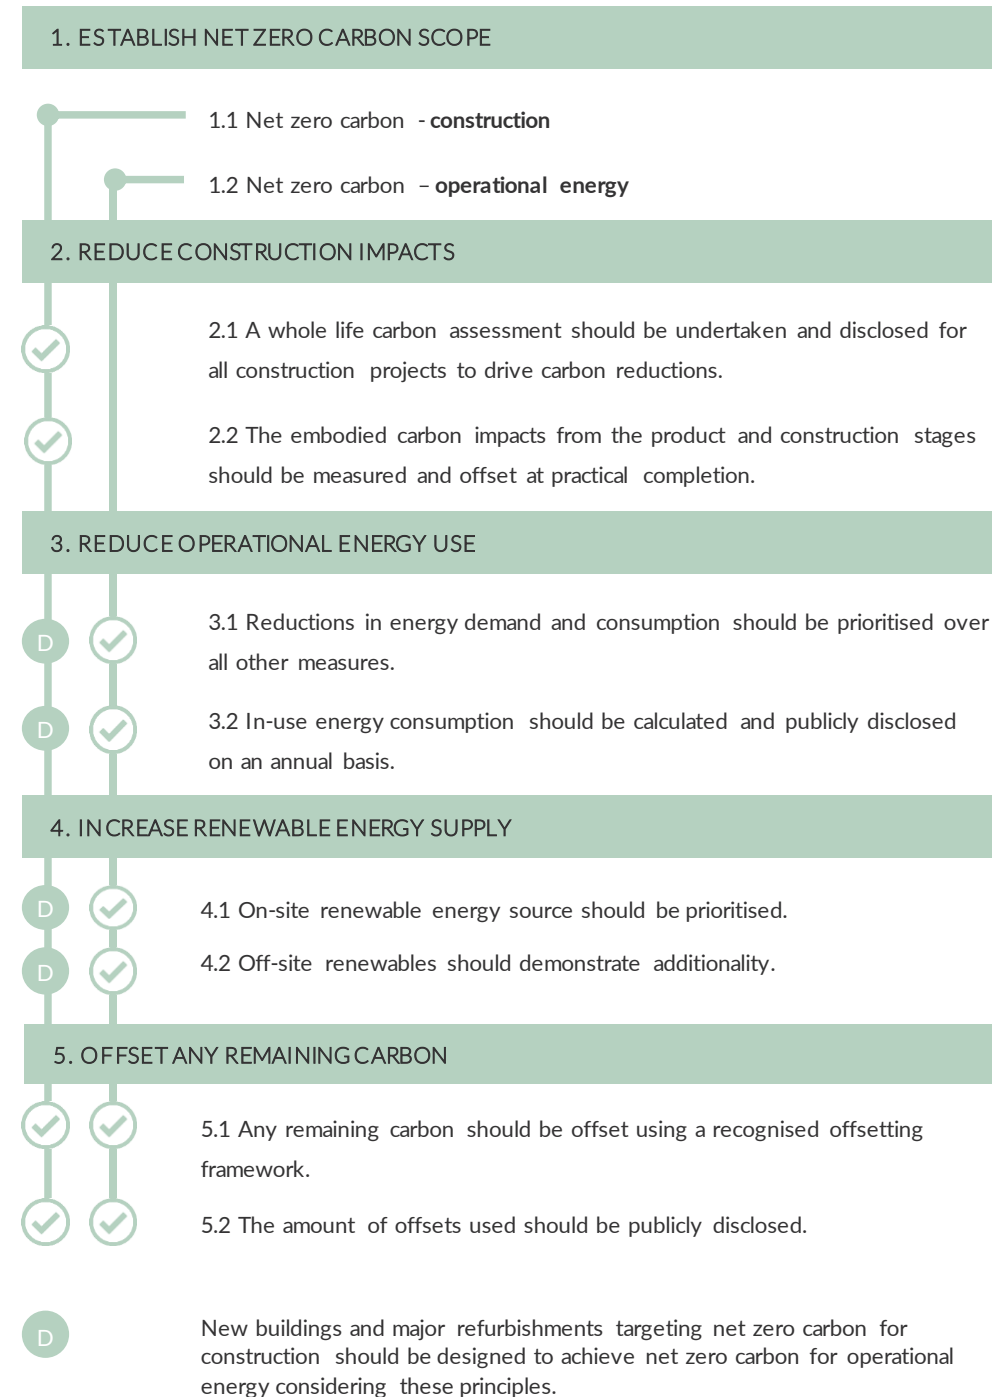 1. ESTABLISH NET ZERO CARBON SCOPE
1.1 Net zero carbon - construction
1.2 Net zero carbon – operational energy
2. REDUCE CONSTRUCTION IMPACTS
2.1 A whole life carbon assessment should be undertaken and disclosed for
all construction projects to drive carbon reductions.
2.2 The embodied carbon impacts from the product and construction stages
should be measured and offset at practical completion.
3. REDUCE OPERATIONAL ENERGY USE
D 3.1 Reductions in energy demand and consumption should be prioritised over
all other measures.
D 3.2 In-use energy consumption should be calculated and publicly disclosed
on an annual basis.
4. INCREASE RENEWABLE ENERGY SUPPLY
D 4.1 On-site renewable energy source should be prioritised.
D 4.2 Off-site renewables should demonstrate additionality.
5. OFFSET ANY REMAINING CARBON
5.1 Any remaining carbon should be offset using a recognised offsetting
framework.
5.2 The amount of offsets used should be publicly disclosed.
D New buildings and major refurbishments targeting net zero carbon for
construction should be designed to achieve net zero carbon for operational
energy considering these principles.